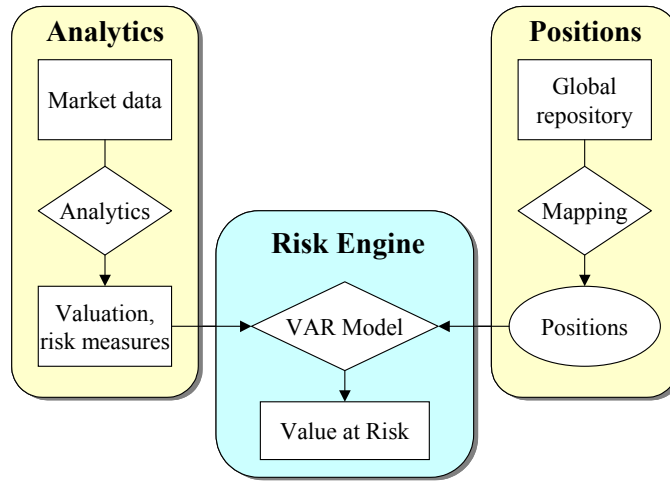 Analytics
Market data
Analytics
Valuation,
risk measures
Risk Engine
VAR Model
Value at Risk
Positions
Global
repository
Mapping
Positions